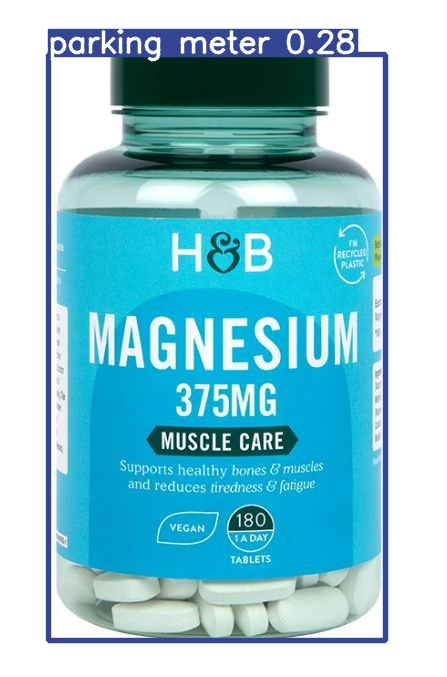 parking meter 0.28
H&B
I'M
RECYCLED
PLASTIC
MAGNESIUM
375MG
MUSCLE CARE
Supports healthy bones & muscles
and reduces tiredness & fatigue
VEGAN
180
1 A DAY
TABLETS